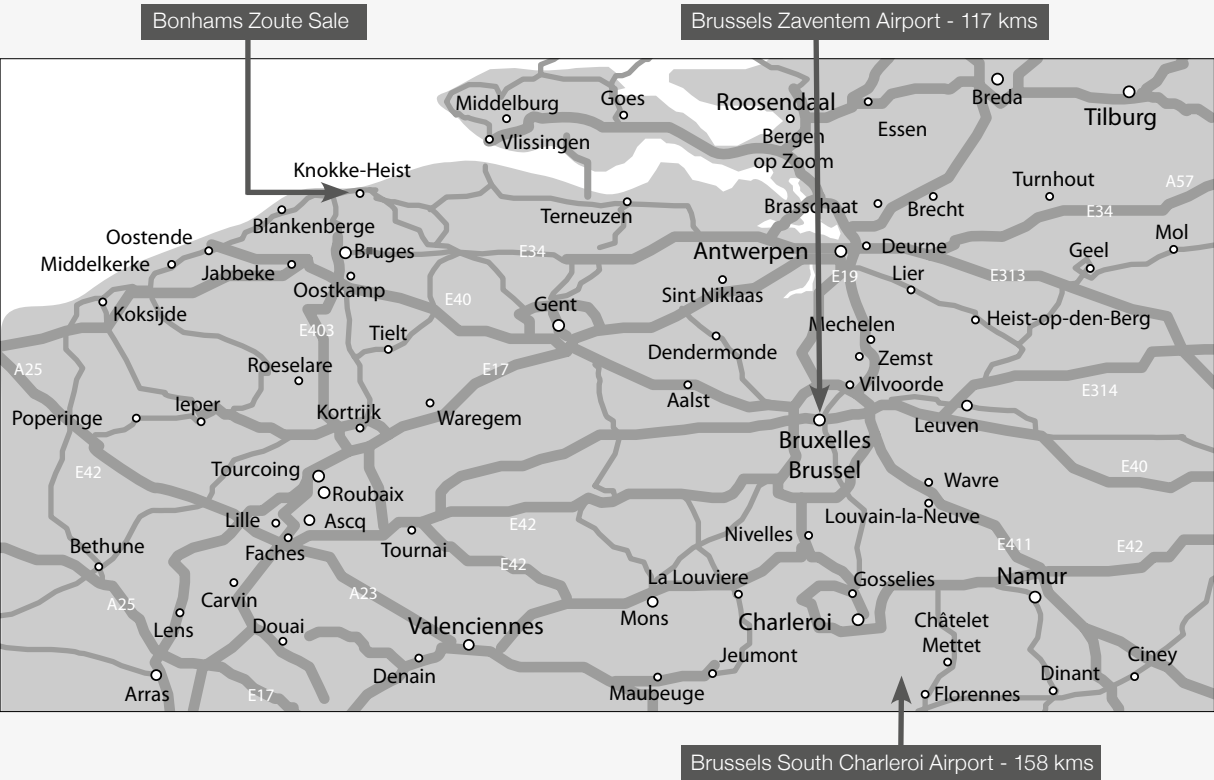 Bonhams Zoute Sale
Brussels Zaventem Airport - 117 kms
Middelburg
Goes
Roosendaal
Breda
Tilburg
Vlissingen
Bergen
op Zoom
Essen
Knokke-Heist
Turnhout
A57
Blankenberge
Terneuzen
Brasschaat
Brecht
E34
Oostende
Bruges
E34
Antwerpen
Deurne
Mol
Middelkerke
Jabbeke
Geel
Oostkamp
E19
Lier
E313
Koksijde
E40
Gent
Sint Niklaas
E403
Tielt
Mechelen
Heist-op-den-Berg
A25
Roeselare
E17
Dendermonde
Zemst
Vilvoorde
E314
Poperinge
Ieper
Kortrijk
Waregem
Aalst
Leuven
Bruxelles
Brussel
E42
Tourcoing
E40
Roubaix
Wavre
Lille
Ascq
E42
Louvain-la-Neuve
Bethune
Faches
Tournai
Nivelles
E411
E42
E42
A25
Carvin
A23
La Louviere
Gosselies
Namur
Lens
Douai
Valenciennes
Mons
Charleroi
Châtelet
Mettet
Jeumont
Ciney
Arras
E17
Denain
Maubeuge
Florennes
Dinant
Brussels South Charleroi Airport - 158 kms